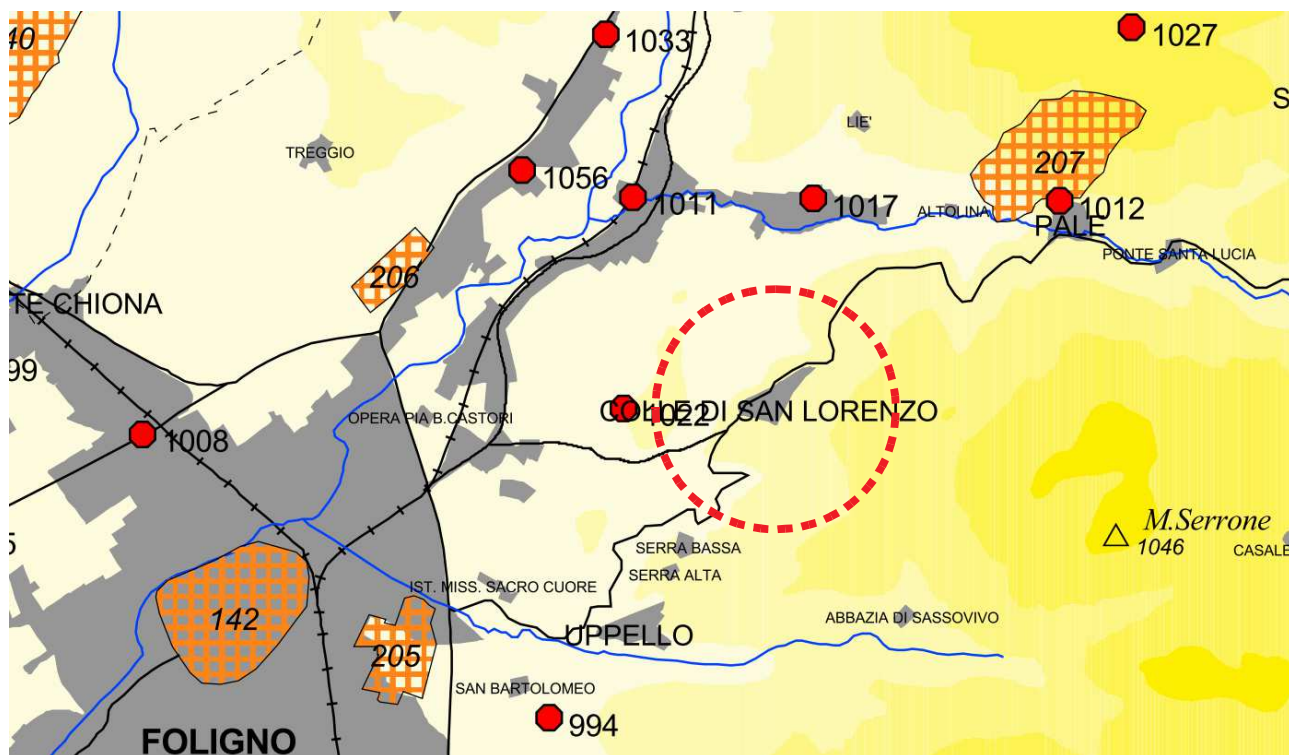 40
1033
1027
S
TREGGIO
LIE'
207
1056
1011
1017
ALTOLINA
1012
PALE
PONTE SANTA LUCIA
206
TE CHIONA
99
OPERA PIA B.CASTORI
1022
COLLE DI SAN LORENZO
1008
5
M.Serrone
1046
CASALE
SERRA BASSA
SERRA ALTA
IST. MISS. SACRO CUORE
142
UPPELLO
ABBAZIA DI SASSOVIVO
205
SAN BARTOLOMEO
994
FOLIGNO